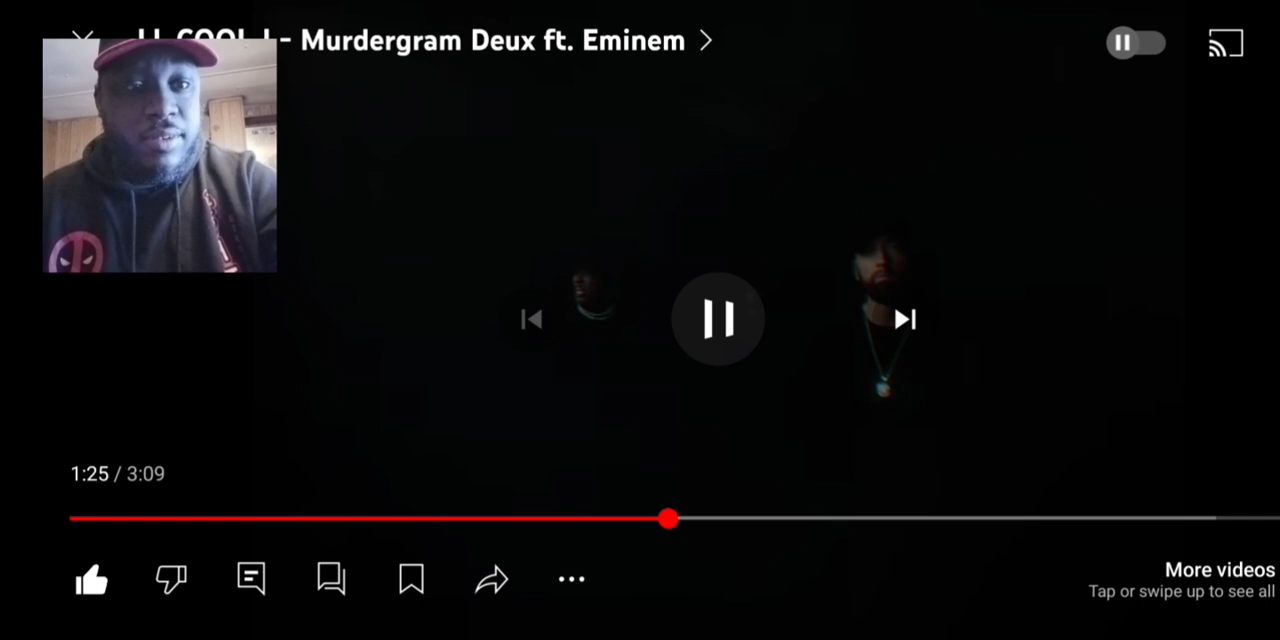 - Murdergram Deux ft. Eminem
1:25 / 3:09
More videos
Tap or swipe up to see all